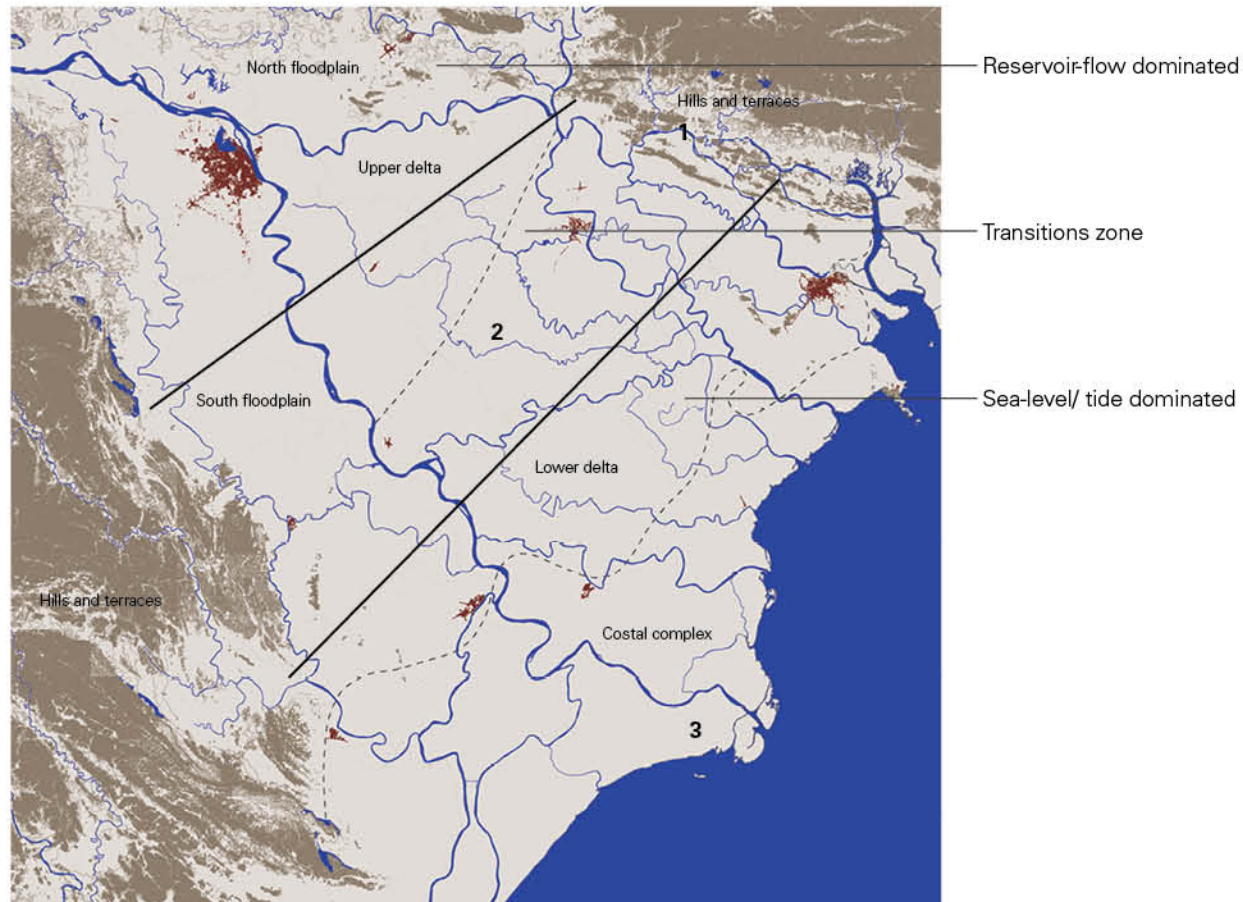 North floodplain
Reservoir-flow dominated
Hills and terraces
1
Upper delta
Transitions zone
2
South floodplain
Sea-level/ tide dominated
Lower delta
Hills and terraces
Costal complex
3